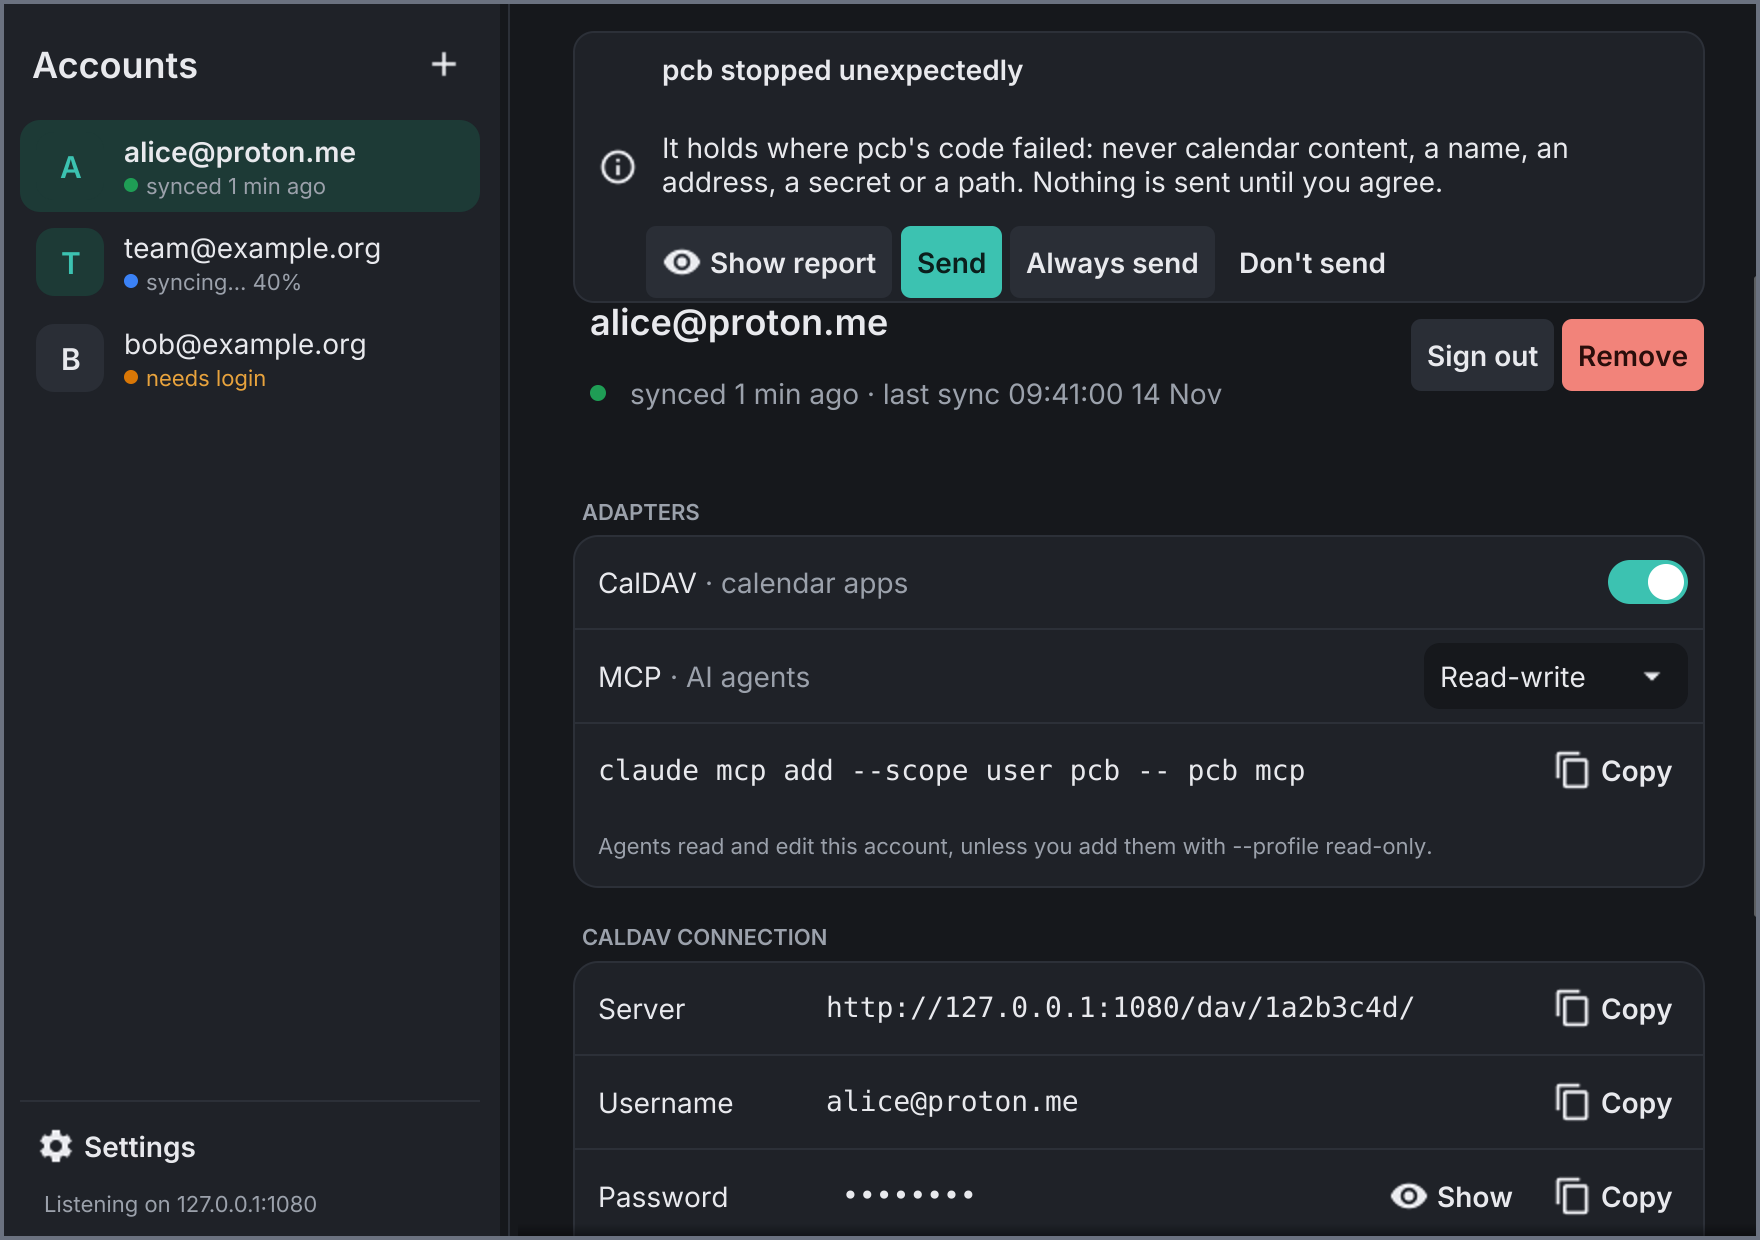 Accounts
+
A
alice@proton.me
synced 1 min ago
T
team@example.org
syncing... 40%
B
bob@example.org
needs login
Settings
Listening on 127.0.0.1:1080
pcb stopped unexpectedly
It holds where pcb's code failed: never calendar content, a name, an
address, a secret or a path. Nothing is sent until you agree.
Show report
Send
Always send
Don't send
alice@proton.me
synced 1 min ago · last sync 09:41:00 14 Nov
Sign out
Remove
ADAPTERS
CalDAV · calendar apps
MCP · AI agents
Read-write
claude mcp add --scope user pcb -- pcb mcp
Copy
Agents read and edit this account, unless you add them with --profile read-only.
CALDAV CONNECTION
Server
http://127.0.0.1:1080/dav/1a2b3c4d/
Copy
Username
alice@proton.me
Copy
Password
••••••••
Show
Copy